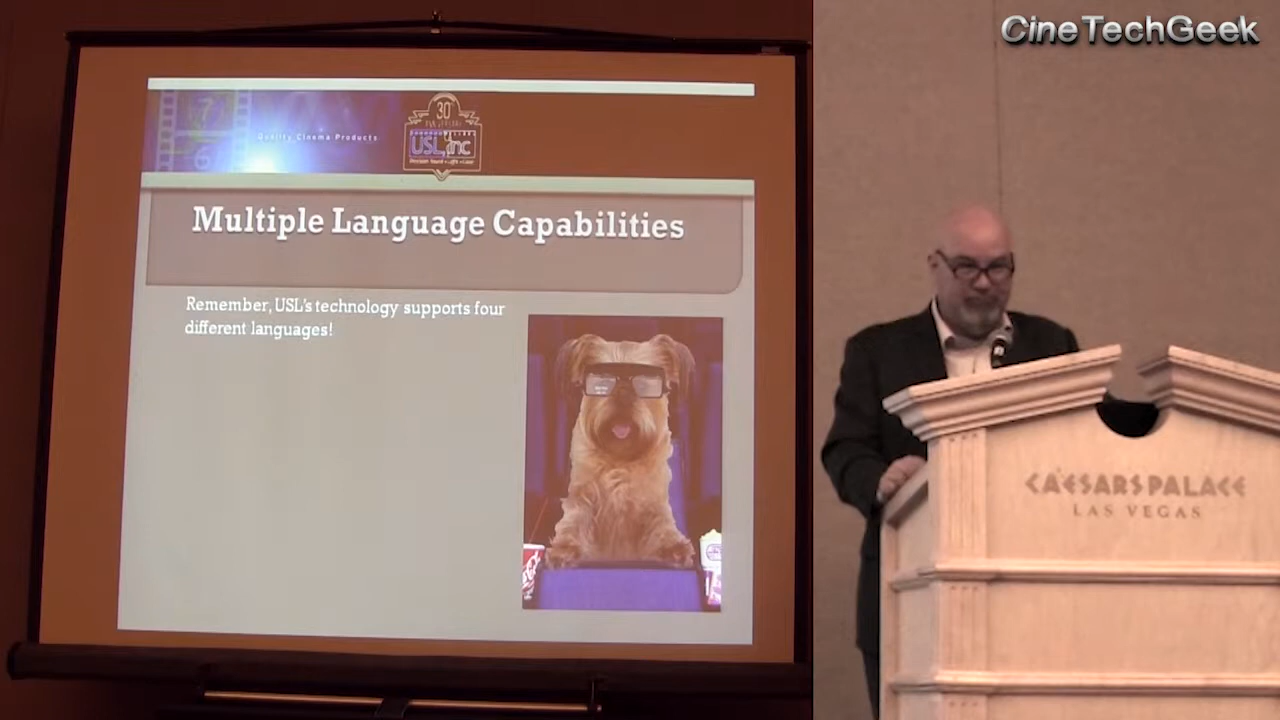 CineTechGeek
30th
Quality Cinema Products
USL, Inc
Multiple Language Capabilities
Remember, USL's technology supports four
different languages!
CAESARS PALACE
LAS VEGAS